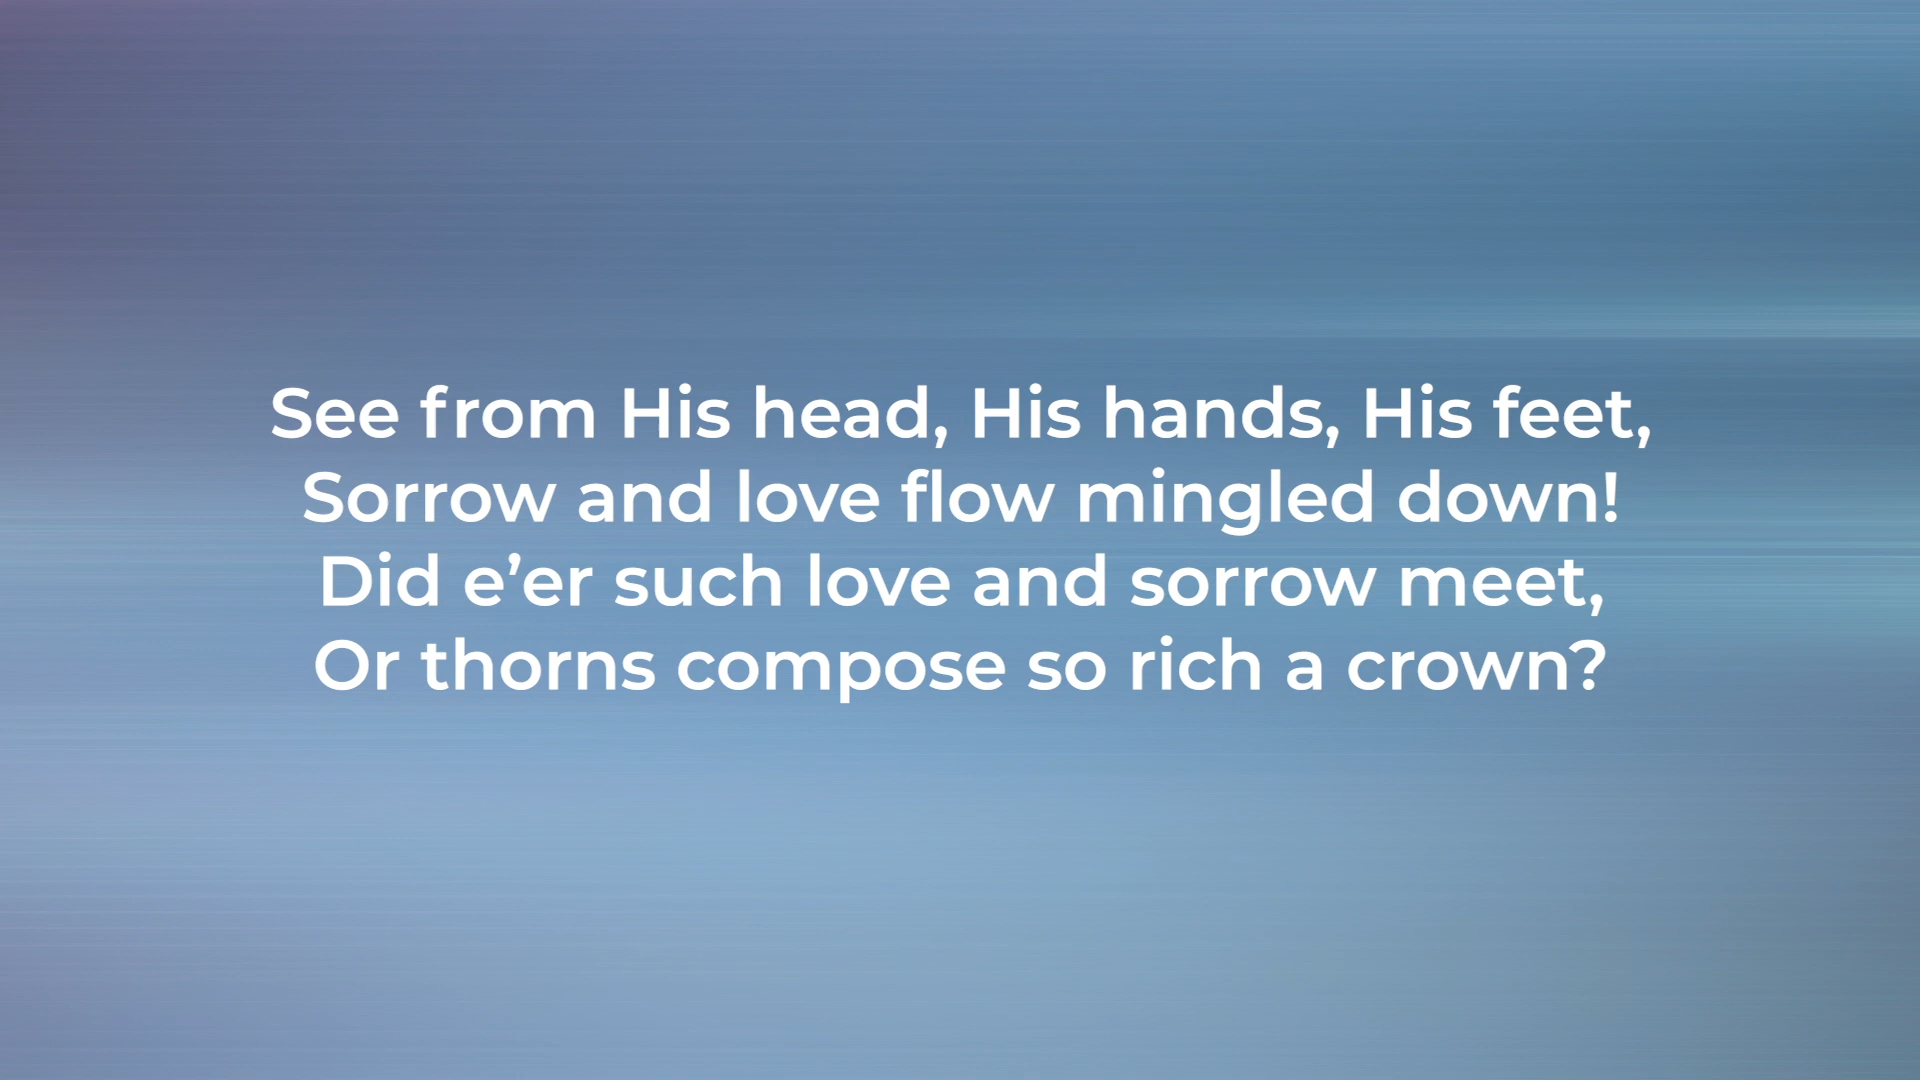 See from His head, His hands, His feet,
Sorrow and love flow mingled down!
Did e’er such love and sorrow meet,
Or thorns compose so rich a crown?